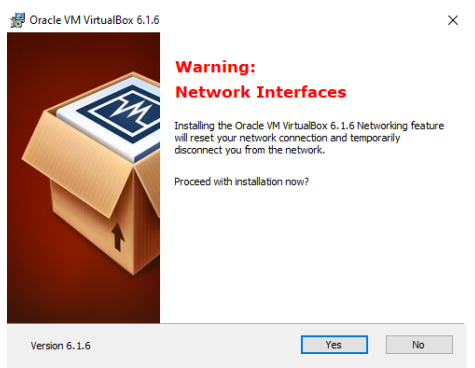 Oracle VM VirtualBox 6.1.6
Warning:
Network Interfaces
Installing the Oracle VM VirtualBox 6.1.6 Networking feature
will reset your network connection and temporarily
disconnect you from the network.
Proceed with installation now?
Version 6.1.6
Yes
No